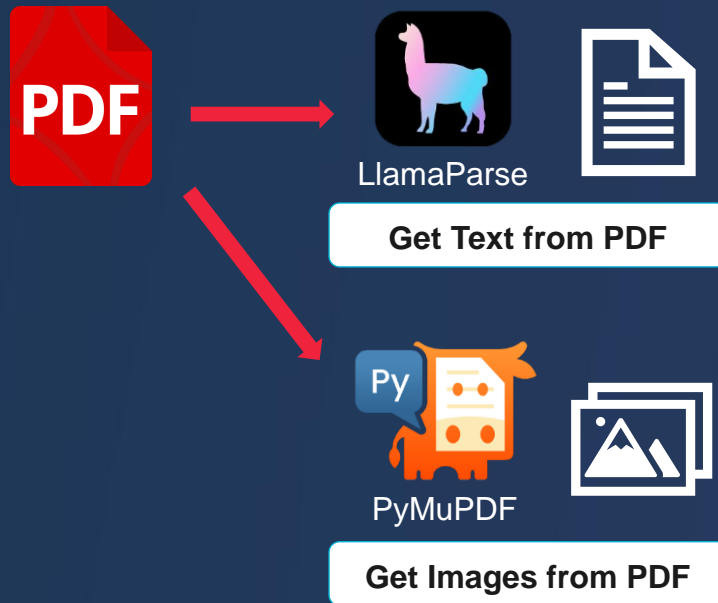 PDF
LlamaParse
Get Text from PDF
Py
PyMuPDF
Get Images from PDF